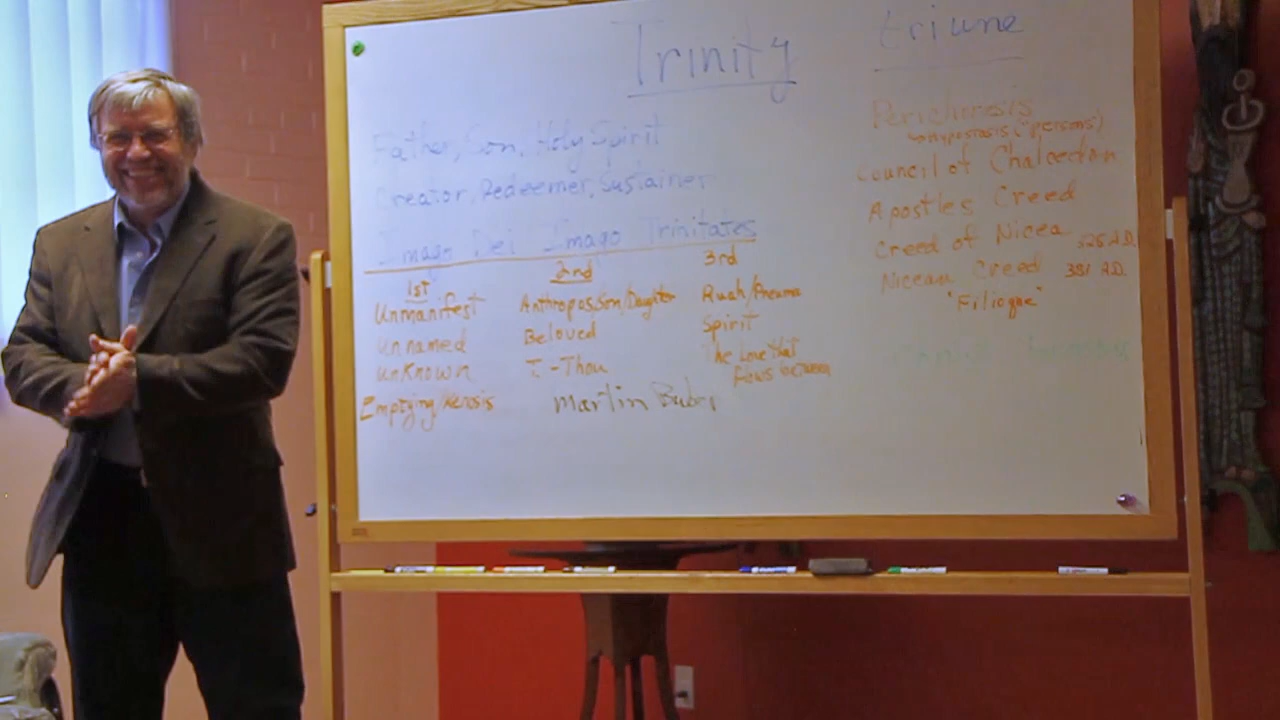 Trinity
triune
Father, Son, Holy Spirit
Creator, Redeemer, Sustainer
Imago Dei Imago Trinitates
1st
Unmanifest
Unnamed
Unknown
Emptying/Kenosis
2nd
Anthropos, Son/Daughter
Beloved
I-Thou
Martin Buber
3rd
Ruah/Pneuma
Spirit
The Love that
flows between
Perichoresis
hypostasis ("persons")
Council of Chalcedon
Apostles Creed
Creed of Nicea 325 A.D.
Nicean Creed 381 A.D.
"Filioque"